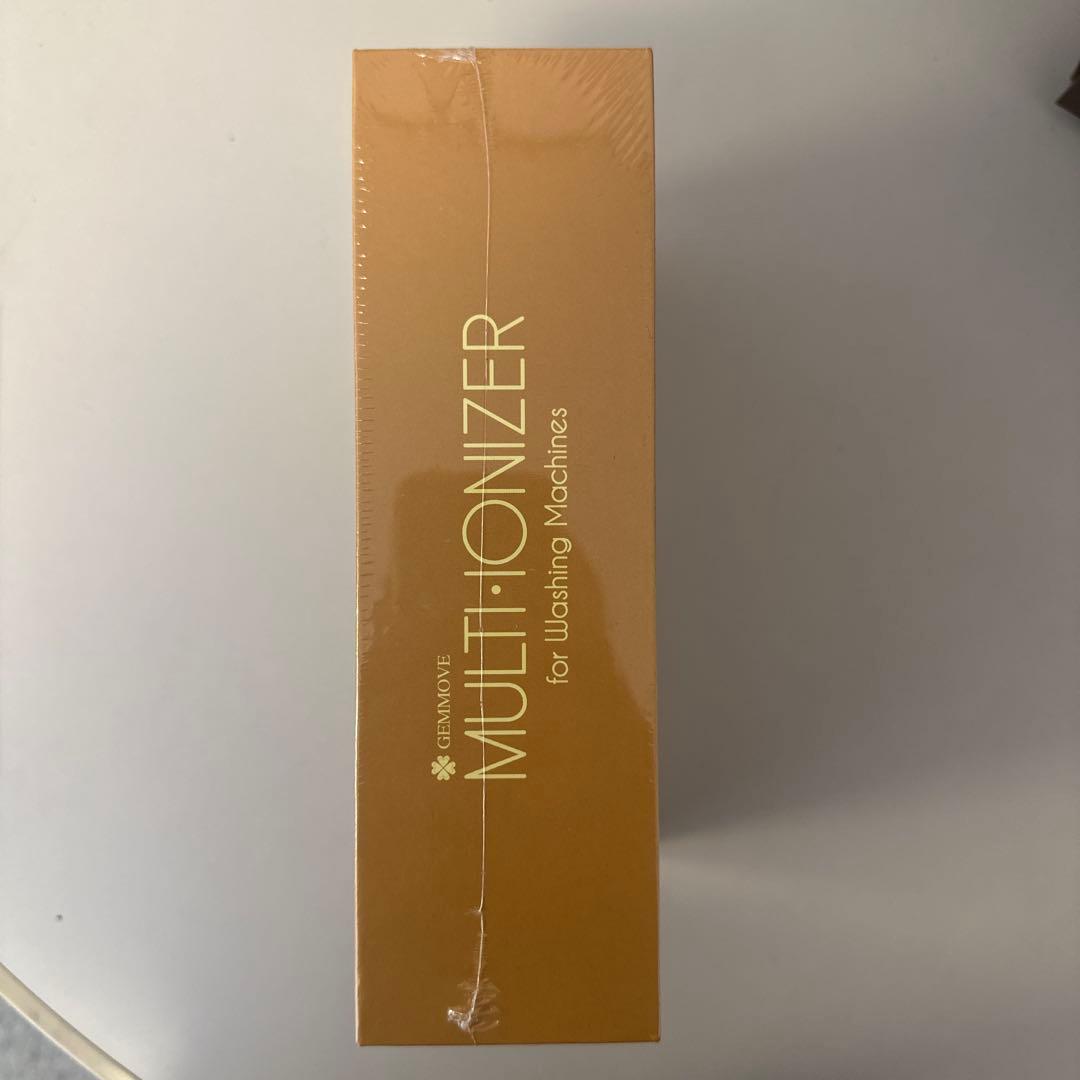 GEMMOVE
MULTI·IONIZER
for Washing Machines